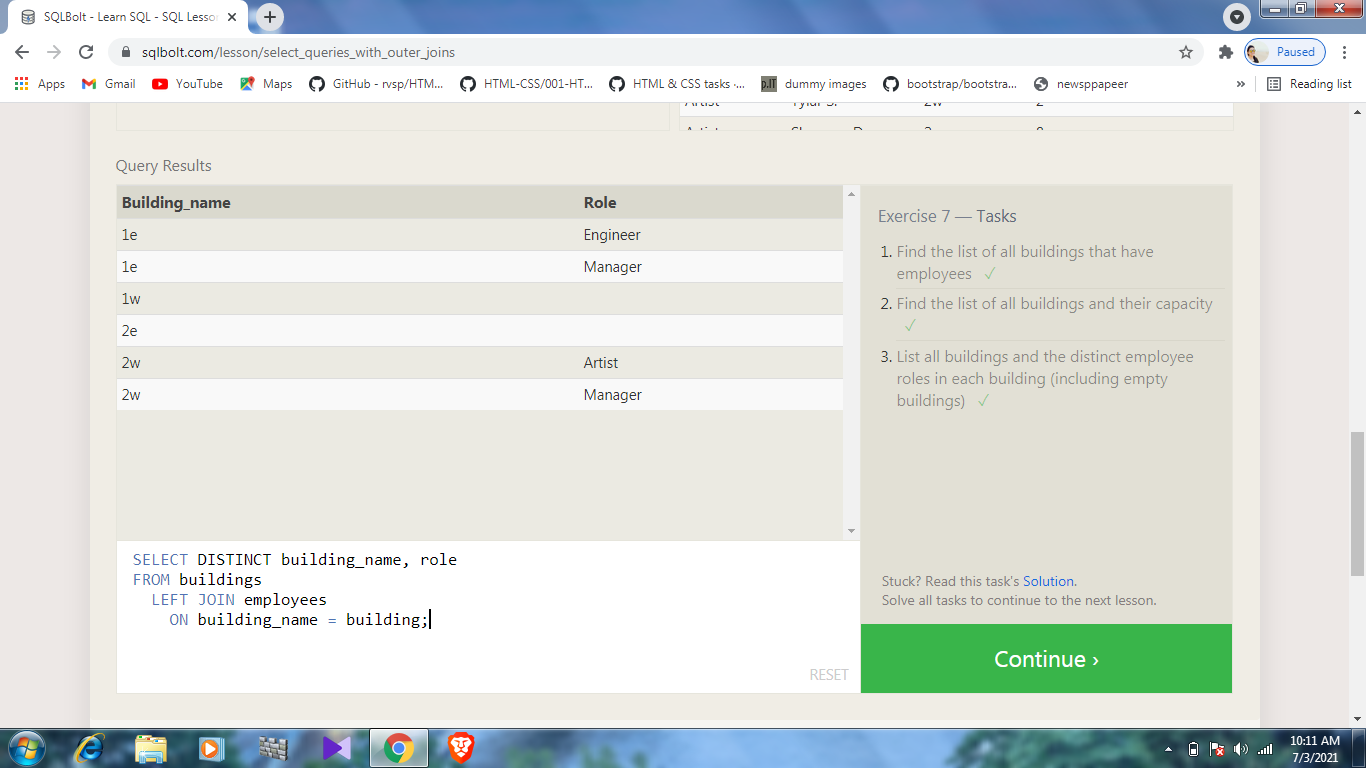 SQLBolt - Learn SQL - SQL Lesson
sqlbolt.com/lesson/select_queries_with_outer_joins
Paused
Apps
Gmail
YouTube
Maps
GitHub - rvsp/HTM...
HTML-CSS/001-HT...
HTML & CSS tasks ·...
p.IT
dummy images
bootstrap/bootstra...
newsppapeer
»
Reading list
Artist 2w 2
Query Results
Building_name Role
1e Engineer
1e Manager
1w
2e
2w Artist
2w Manager
Exercise 7 — Tasks
1. Find the list of all buildings that have
employees ✓
2. Find the list of all buildings and their capacity
✓
3. List all buildings and the distinct employee
roles in each building (including empty
buildings) ✓
SELECT DISTINCT building_name, role
FROM buildings
LEFT JOIN employees
ON building_name = building;
RESET
Stuck? Read this task's Solution.
Solve all tasks to continue to the next lesson.
Continue ›
10:11 AM
7/3/2021